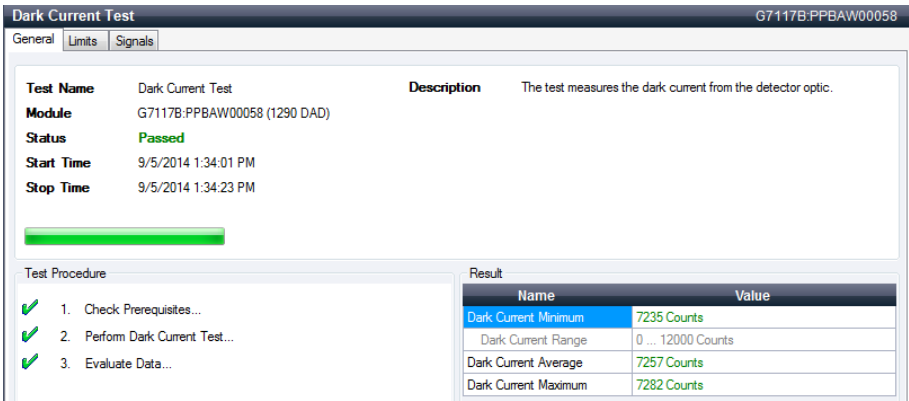 Dark Current Test G7117B:PPBAW00058
General Limits Signals
Test Name Dark Current Test Description The test measures the dark current from the detector optic.
Module G7117B:PPBAW00058 (1290 DAD)
Status Passed
Start Time 9/5/2014 1:34:01 PM
Stop Time 9/5/2014 1:34:23 PM
Test Procedure
1. Check Prerequisites...
2. Perform Dark Current Test...
3. Evaluate Data...
Result
Name Value
Dark Current Minimum 7235 Counts
Dark Current Range 0 ... 12000 Counts
Dark Current Average 7257 Counts
Dark Current Maximum 7282 Counts